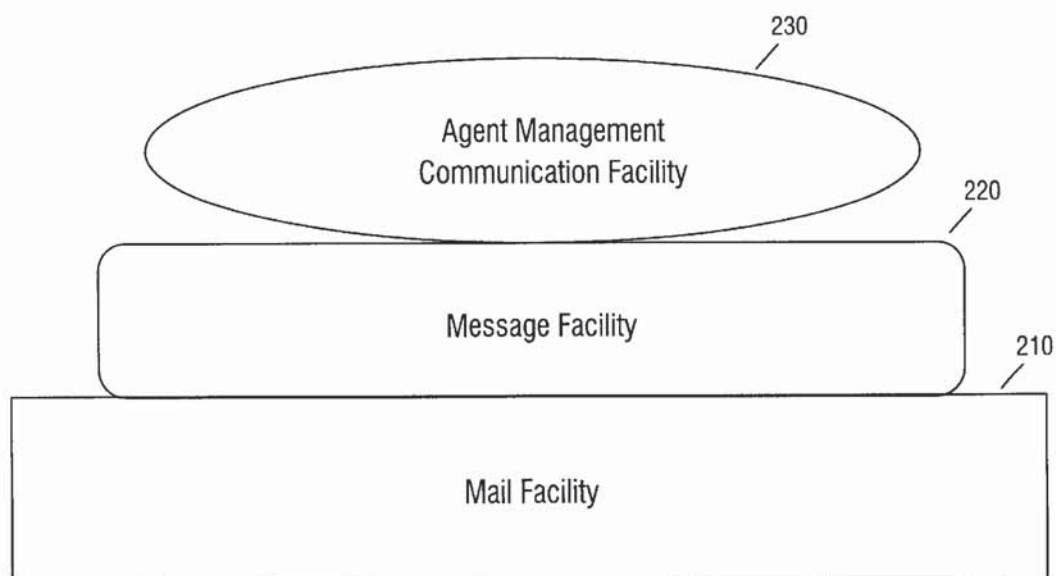 230
Agent Management
Communication Facility
220
Message Facility
210
Mail Facility